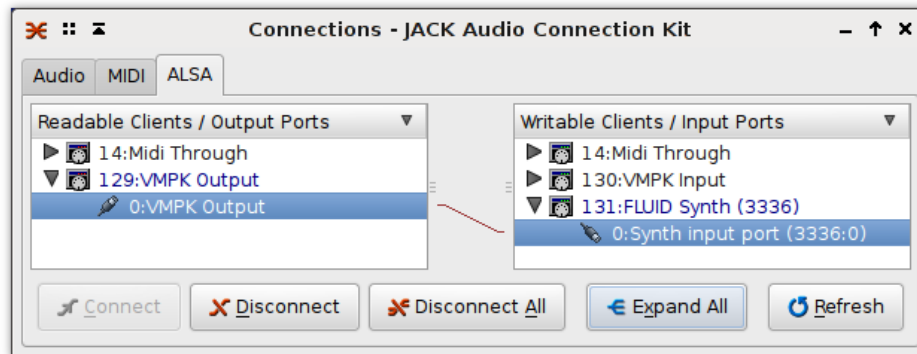 Connections - JACK Audio Connection Kit
Audio MIDI ALSA
Readable Clients / Output Ports
14:Midi Through
129:VMPK Output
0:VMPK Output
Writable Clients / Input Ports
14:Midi Through
130:VMPK Input
131:FLUID Synth (3336)
0:Synth input port (3336:0)
Connect Disconnect Disconnect All Expand All Refresh